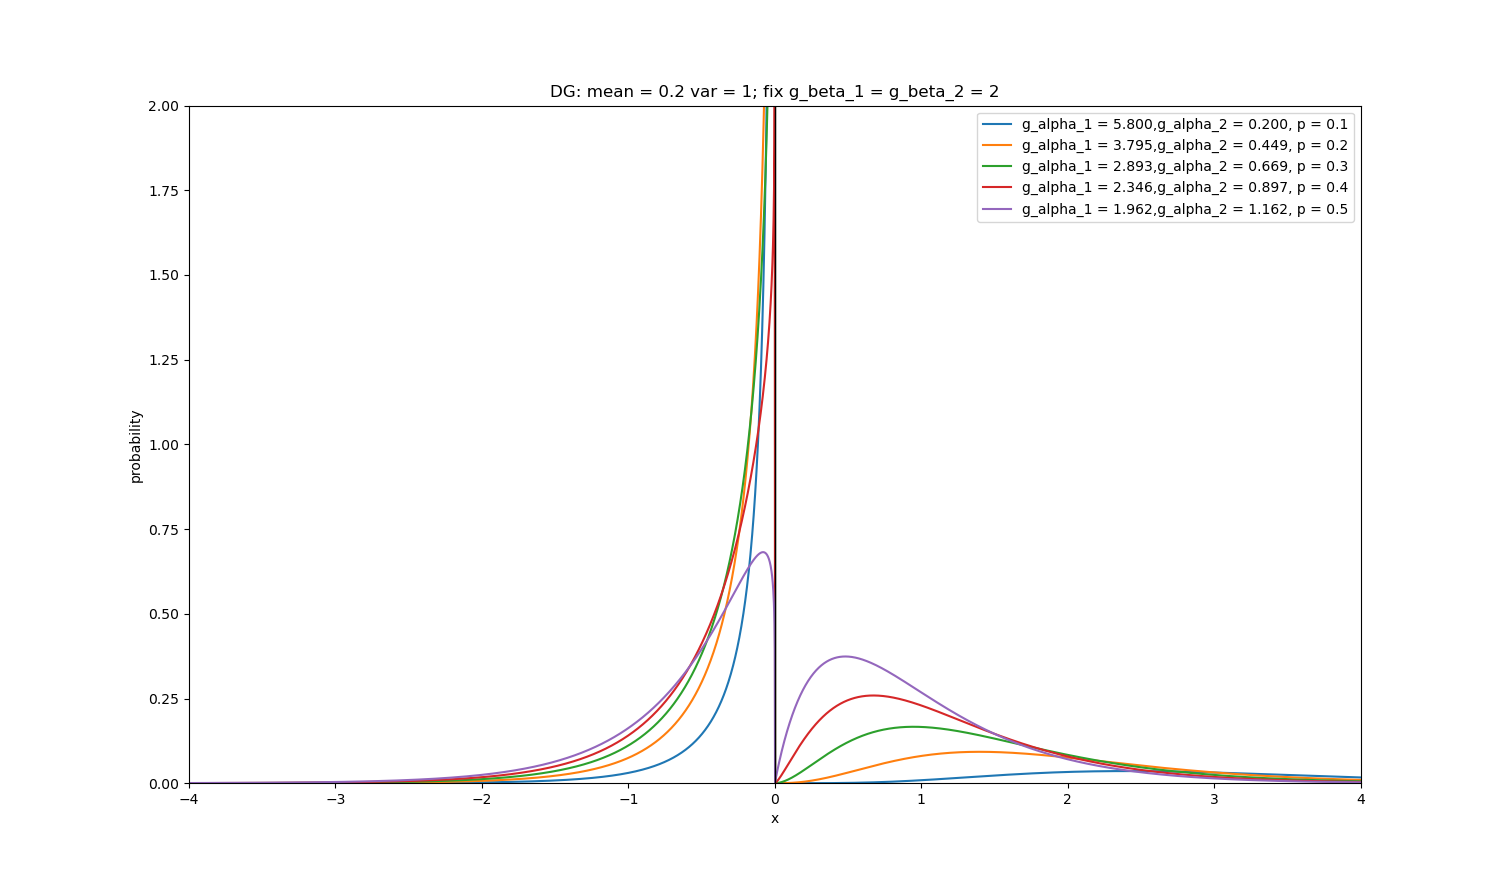 DG: mean = 0.2 var = 1; fix g_beta_1 = g_beta_2 = 2
2.00
1.75
1.50
1.25
1.00
0.75
0.50
0.25
0.00
probability
g_alpha_1 = 5.800,g_alpha_2 = 0.200, p = 0.1
g_alpha_1 = 3.795,g_alpha_2 = 0.449, p = 0.2
g_alpha_1 = 2.893,g_alpha_2 = 0.669, p = 0.3
g_alpha_1 = 2.346,g_alpha_2 = 0.897, p = 0.4
g_alpha_1 = 1.962,g_alpha_2 = 1.162, p = 0.5
−4 −3 −2 −1 0 1 2 3 4
x